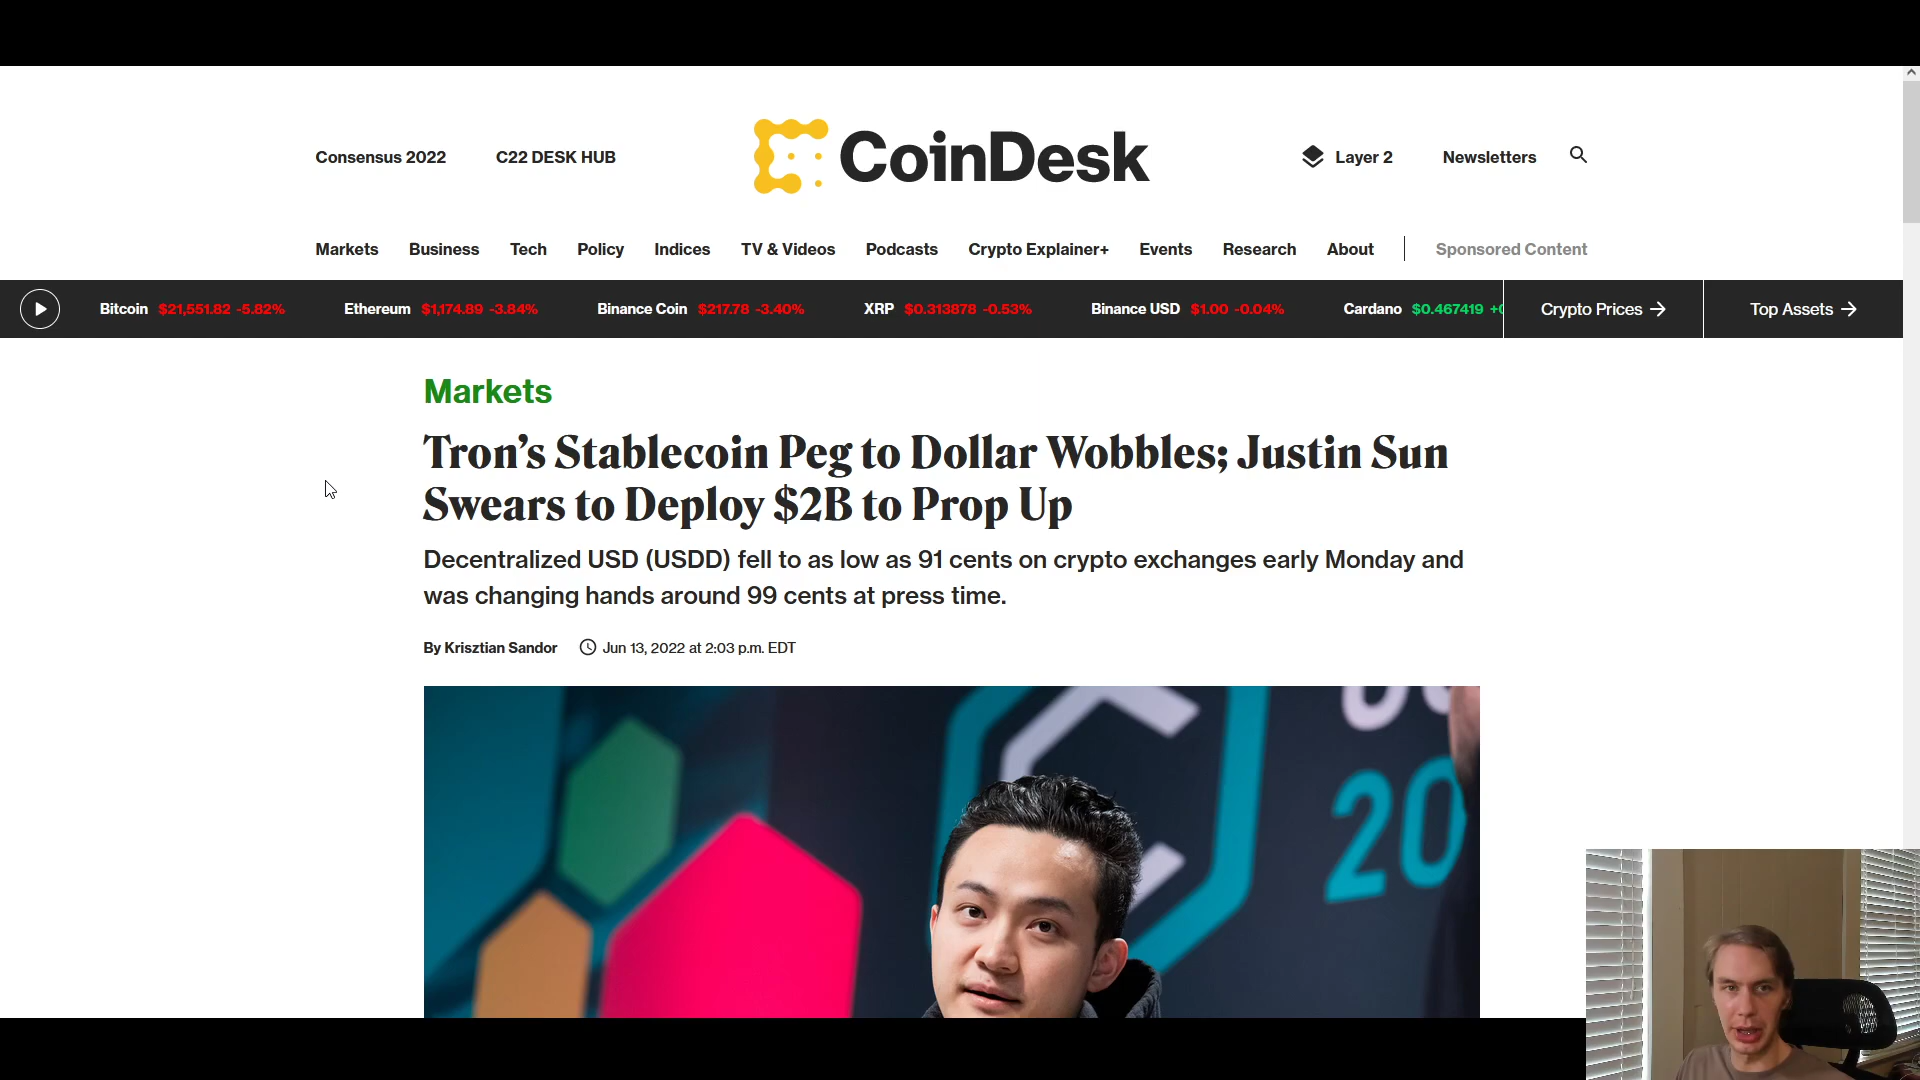 Consensus 2022 C22 DESK HUB CoinDesk Layer 2 Newsletters
Markets Business Tech Policy Indices TV & Videos Podcasts Crypto Explainer+ Events Research About Sponsored Content
Bitcoin $21,551.82 -5.82% Ethereum $1,174.89 -3.84% Binance Coin $217.78 -3.40% XRP $0.313878 -0.53% Binance USD $1.00 -0.04% Cardano $0.467419 Crypto Prices Top Assets
Markets
Tron’s Stablecoin Peg to Dollar Wobbles; Justin Sun
Swears to Deploy $2B to Prop Up
Decentralized USD (USDD) fell to as low as 91 cents on crypto exchanges early Monday and
was changing hands around 99 cents at press time.
By Krisztian Sandor Jun 13, 2022 at 2:03 p.m. EDT